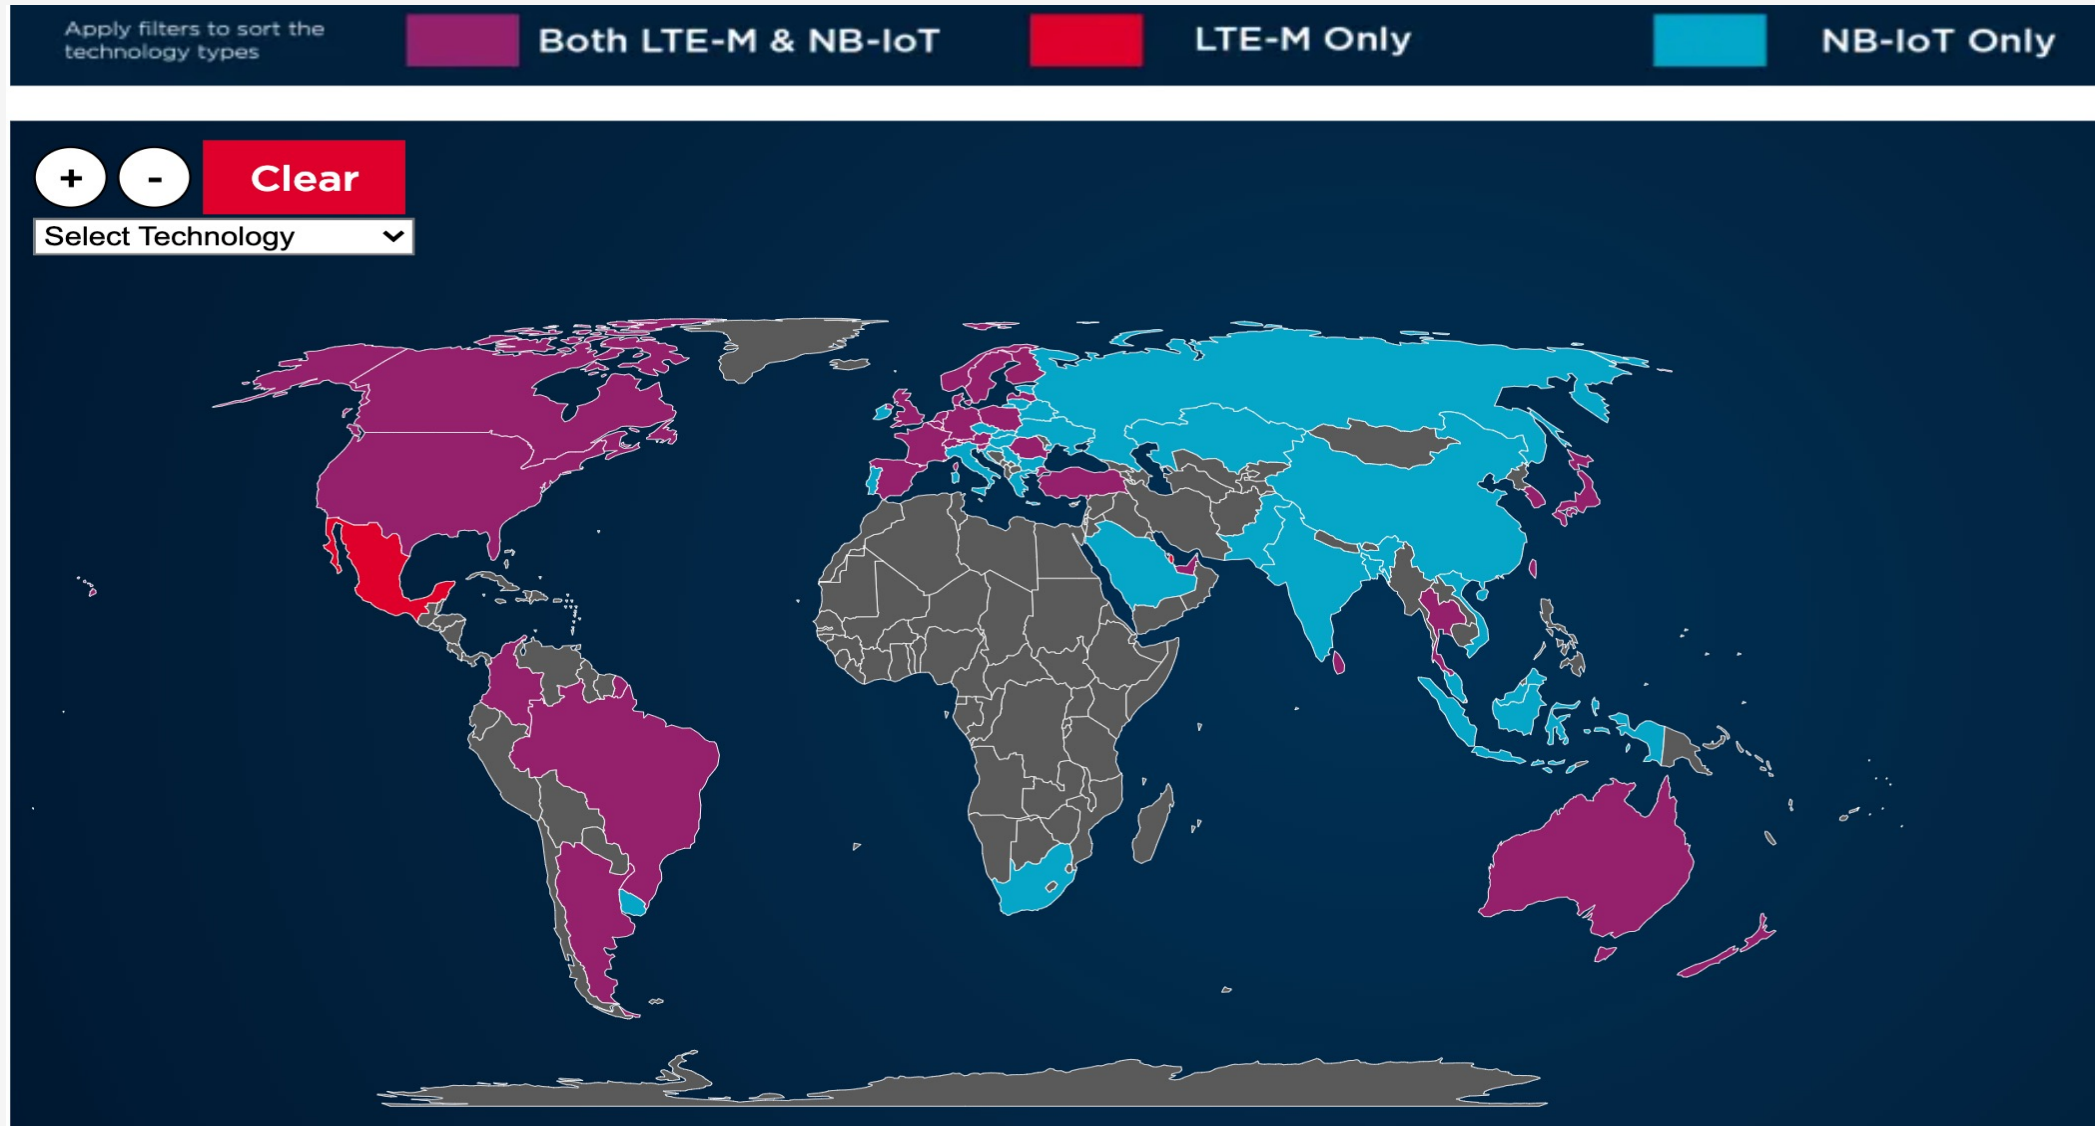 Apply filters to sort the
technology types
Both LTE-M & NB-IoT
LTE-M Only
NB-IoT Only
+
-
Clear
Select Technology